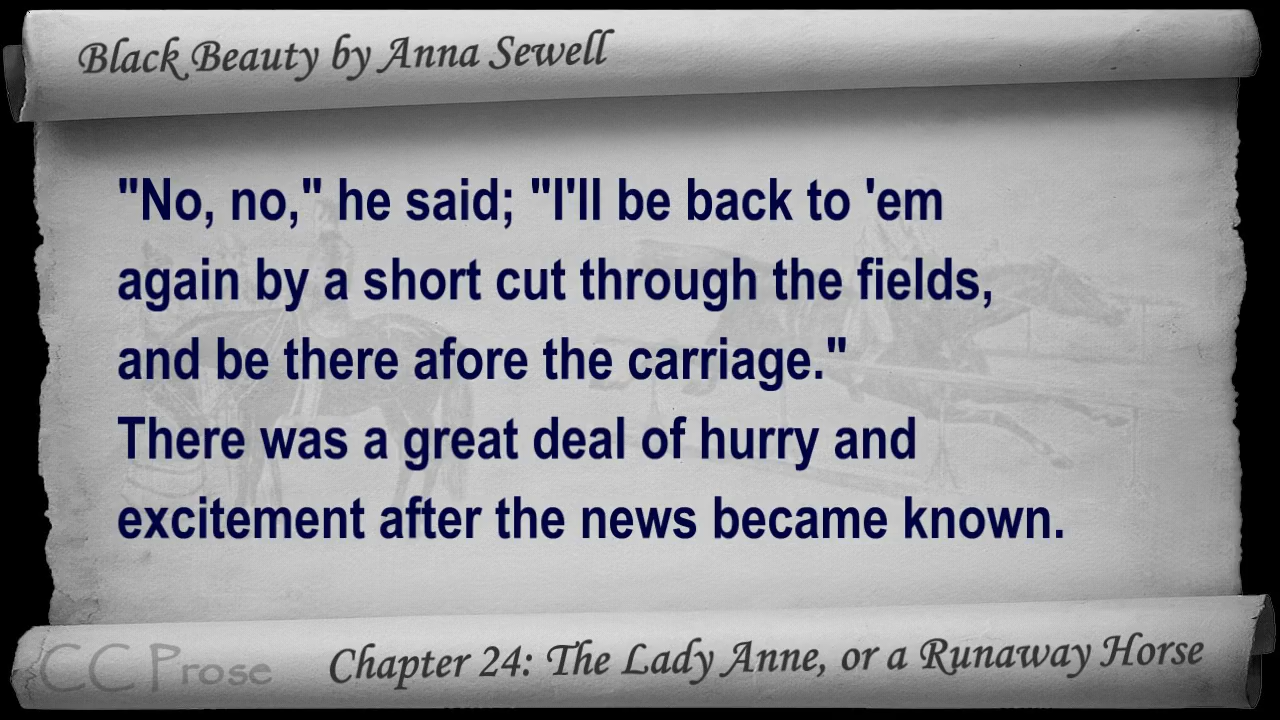 Black Beauty by Anna Sewell
"No, no," he said; "I'll be back to 'em
again by a short cut through the fields,
and be there afore the carriage."
There was a great deal of hurry and
excitement after the news became known.
CC Prose
Chapter 24: The Lady Anne, or a Runaway Horse